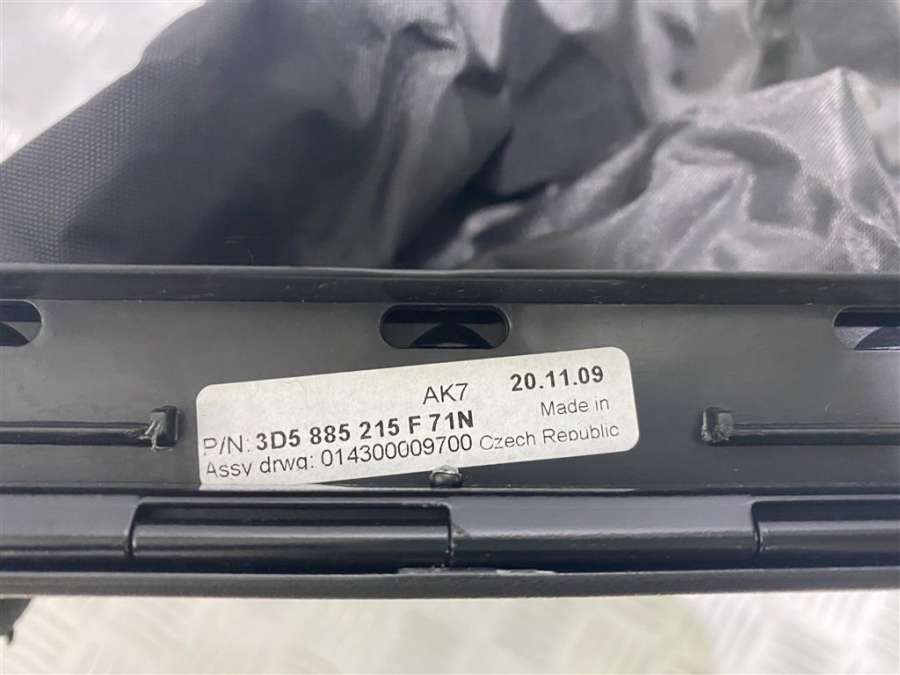 AK7 20.11.09
Made in
P/N: 3D5 885 215 F 71N
Assy drwg: 014300009700 Czech Republic